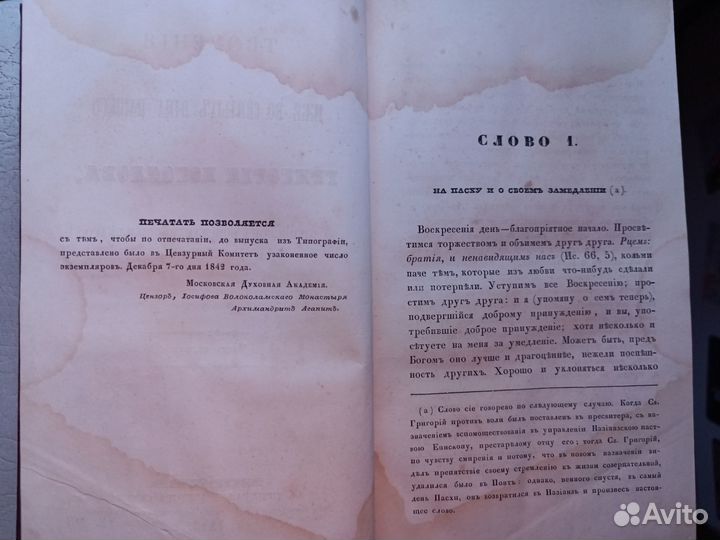 ПЕЧАТАТЬ ПОЗВОЛЯЕТСЯ
съ тѣмъ, чтобы по отпечатаніи, до выпуска изъ Типографіи,
представлено было въ Цензурный Комитетъ узаконенное число
экземпляровъ. Декабря 7-го дня 1842 года.
Московская Духовная Академія.
Цензоръ, Іосифова Волоколамскаго Монастыря
Архимандритъ Агапитъ.
СЛОВО 1.
НА ПАСХУ И О СВОЕМЪ ЗАМЕДЛЕНІИ (а).
Воскресенія день—благопріятное начало. Просвѣ-
тимся торжествомъ и обымемъ другъ друга. Рцемъ:
братія, и ненавидящимъ насъ (Ис. 66, 5), кольми
паче тѣмъ, которые изъ любви что-нибудь сдѣлали
или потерпѣли. Уступимъ все Воскресенію; про-
стимъ другъ друга: и я (упомяну о семъ теперь),
подвергшійся доброму принужденію, и вы, упо-
требившіе доброе принужденіе; хотя нѣсколько и
сѣтуете на меня за умедленіе. Можетъ быть, предъ
Богомъ оно лучше и драгоцѣннѣе, нежели поспѣш-
ность другихъ. Хорошо и уклоняться нѣсколько
(а) Слово сіе говорено по слѣдующему случаю. Когда Св.
Григорій противъ воли былъ поставленъ въ пресвитера, съ на-
значеніемъ вспомоществовать въ управленіи Назіанзскою паст-
вою Епископу, престарѣлому отцу его; тогда Св. Григорій,
по чувству смиренія и потому, что въ новомъ назначеніи ви-
дѣлъ препятствіе своему стремленію къ жизни созерцательной,
удалился было въ Понтъ: однако, немного спустя, въ самый
день Пасхи, онъ возвратился въ Назіанзъ и произнесъ настоя-
щее слово.
Avito